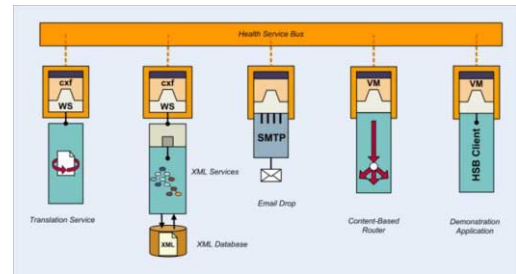 Health Service Bus
cxf
WS
cxf
WS
SMTP
VM
VM
HSB Client
XML Services
Email Drop
Translation Service
Content-Based
Router
Demonstration
Application
XML
XML Database